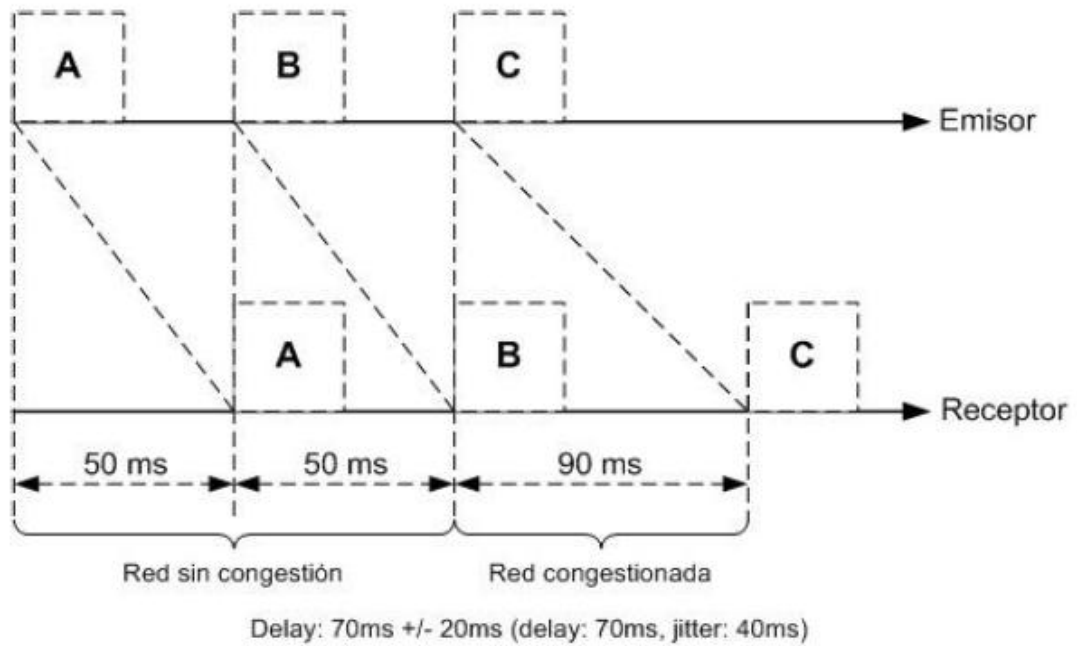 A B C
Emisor
A B C
Receptor
50 ms 50 ms 90 ms
Red sin congestión Red congestionada
Delay: 70ms +/- 20ms (delay: 70ms, jitter: 40ms)